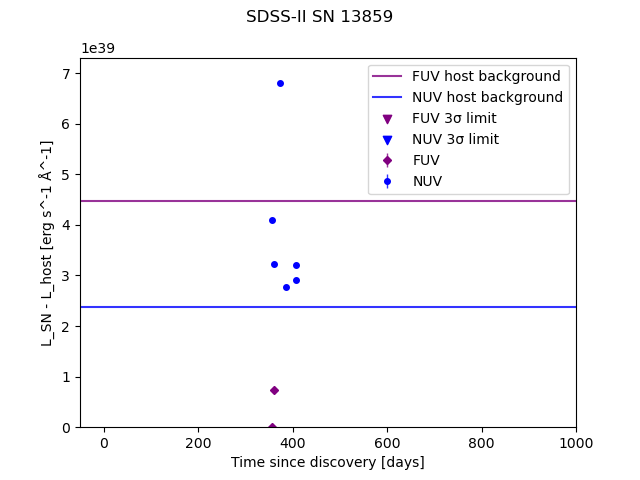 SDSS-II SN 13859
1e39
FUV host background
NUV host background
FUV 3σ limit
NUV 3σ limit
FUV
NUV
7
6
5
4
3
2
1
0
L_SN - L_host [erg s^-1 Å^-1]
0 200 400 600 800 1000
Time since discovery [days]